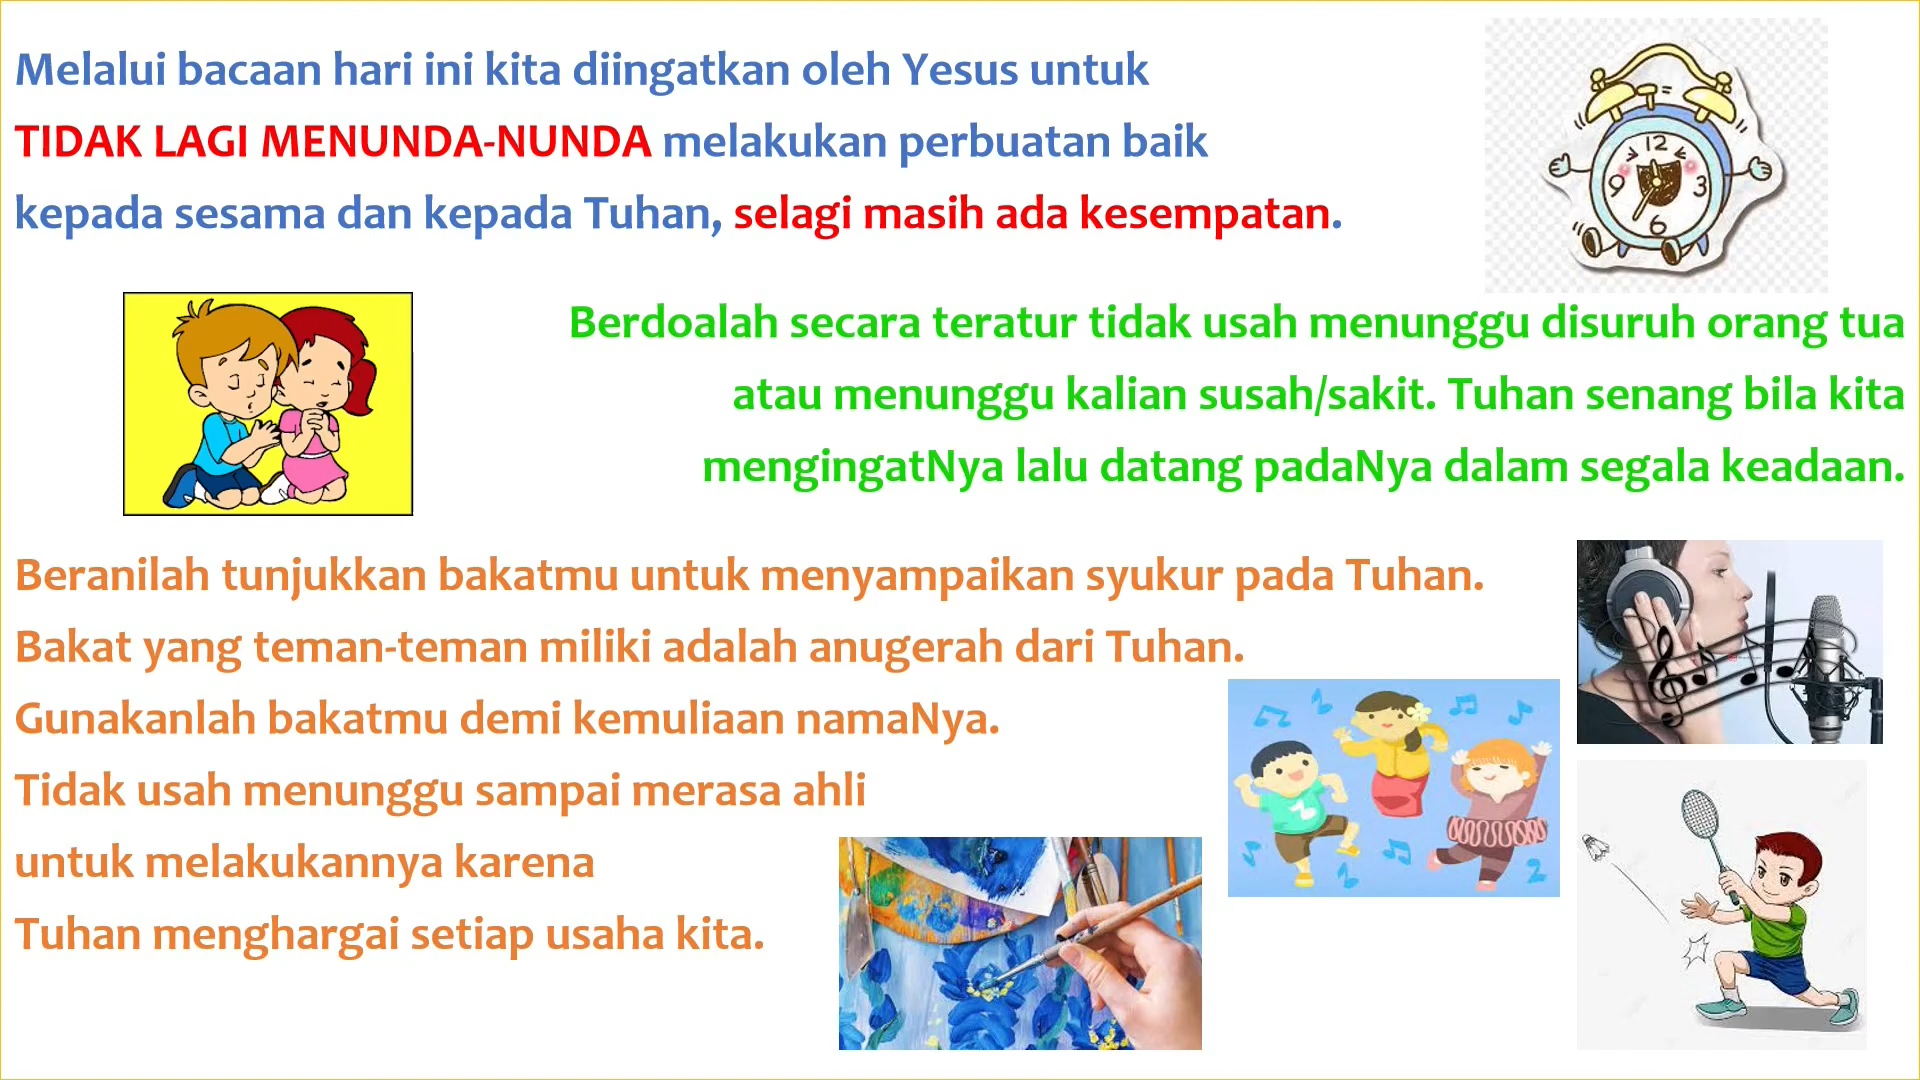 Melalui bacaan hari ini kita diingatkan oleh Yesus untuk
TIDAK LAGI MENUNDA-NUNDA melakukan perbuatan baik
kepada sesama dan kepada Tuhan, selagi masih ada kesempatan.
12
9 3
6
Berdoalah secara teratur tidak usah menunggu disuruh orang tua
atau menunggu kalian susah/sakit. Tuhan senang bila kita
mengingatNya lalu datang padaNya dalam segala keadaan.
Beranilah tunjukkan bakatmu untuk menyampaikan syukur pada Tuhan.
Bakat yang teman-teman miliki adalah anugerah dari Tuhan.
Gunakanlah bakatmu demi kemuliaan namaNya.
Tidak usah menunggu sampai merasa ahli
untuk melakukannya karena
Tuhan menghargai setiap usaha kita.